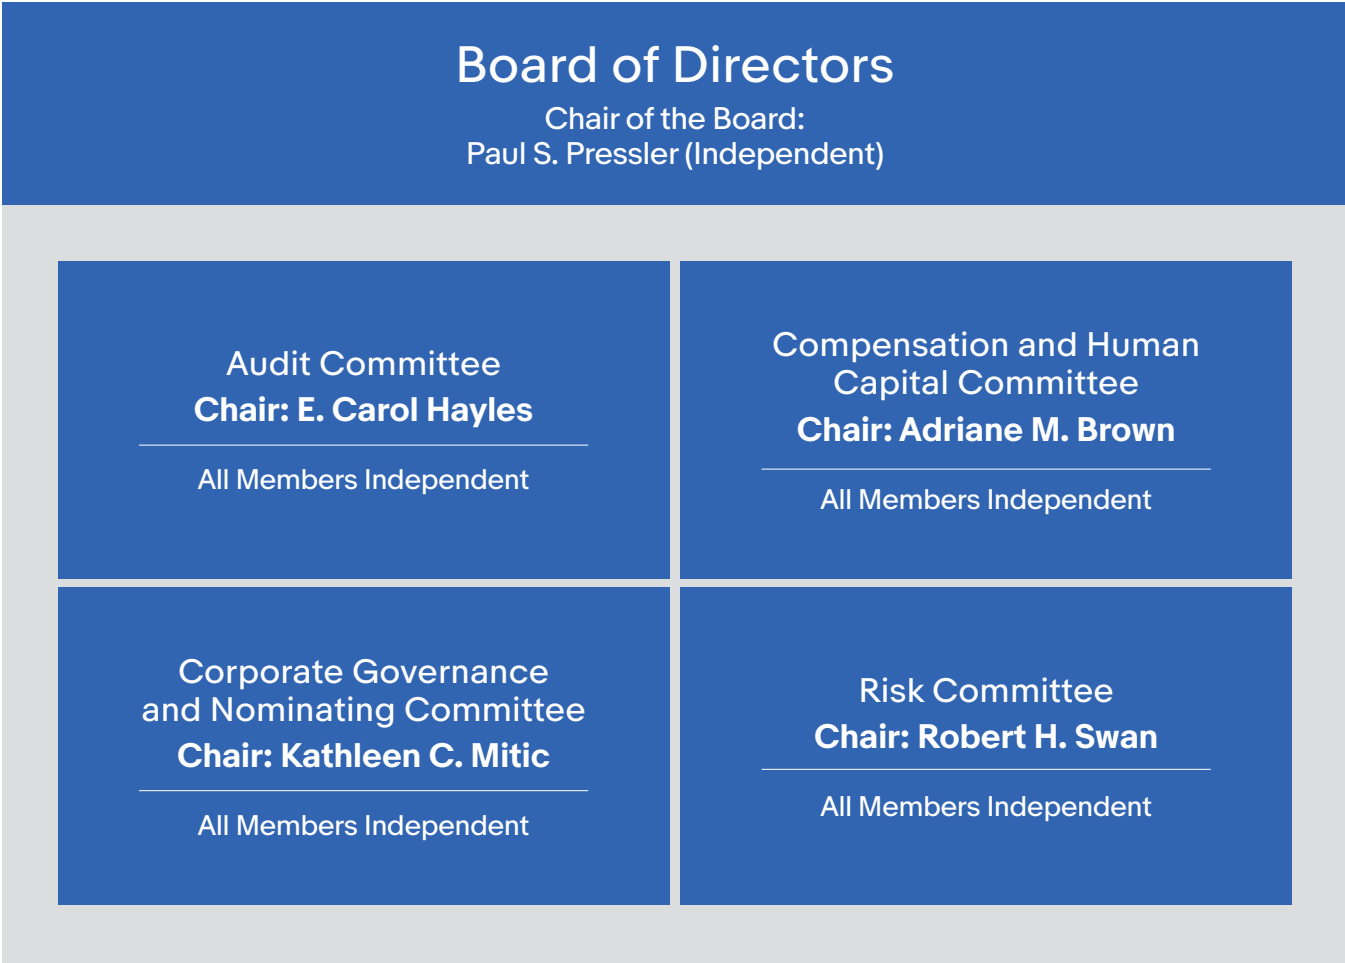 Board of Directors
Chair of the Board:
Paul S. Pressler (Independent)
Audit Committee
Chair: E. Carol Hayles
All Members Independent
Compensation and Human
Capital Committee
Chair: Adriane M. Brown
All Members Independent
Corporate Governance
and Nominating Committee
Chair: Kathleen C. Mitic
All Members Independent
Risk Committee
Chair: Robert H. Swan
All Members Independent